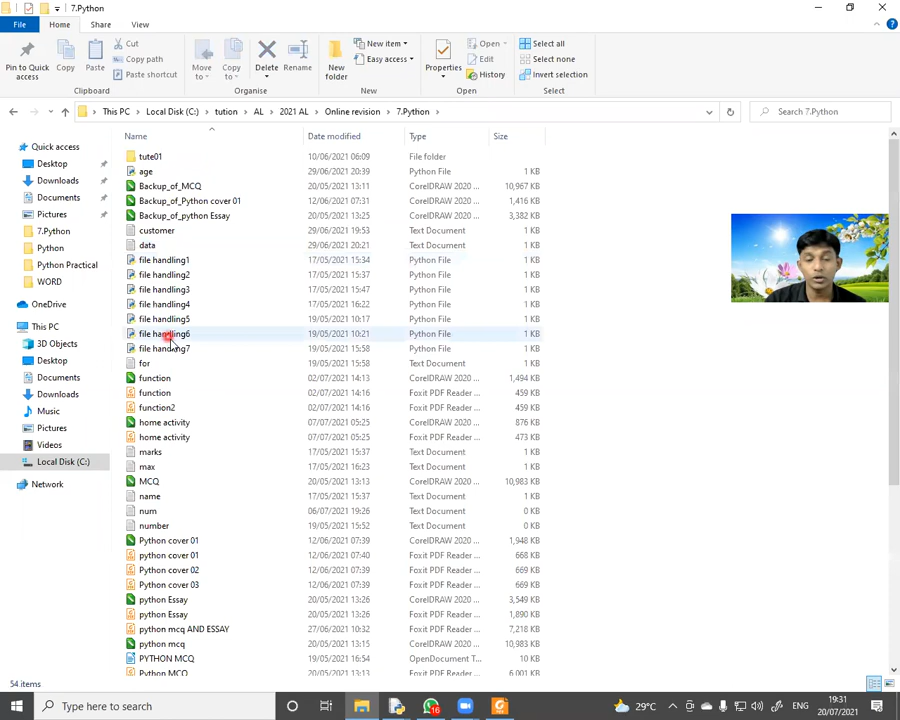 7.Python
File Home Share View
Pin to Quick access
Copy
Paste
Cut
Copy path
Paste shortcut
Clipboard
Move to
Copy to
Delete
Rename
Organise
New folder
New item
Easy access
New
Properties
Open
Edit
History
Open
Select all
Select none
Invert selection
Select
This PC Local Disk (C:) tution AL 2021 AL Online revision 7.Python
Search 7.Python
Quick access
Desktop
Downloads
Documents
Pictures
7.Python
Python
Python Practical
WORD
OneDrive
This PC
3D Objects
Desktop
Documents
Downloads
Music
Pictures
Videos
Local Disk (C:)
Network
Name Date modified Type Size
tute01 10/06/2021 06:09 File folder
age 29/06/2021 20:39 Python File 1 KB
Backup_of_MCQ 20/05/2021 13:11 CorelDRAW 2020 ... 10,967 KB
Backup_of_Python cover 01 12/06/2021 07:31 CorelDRAW 2020 ... 1,416 KB
Backup_of_python Essay 20/05/2021 13:25 CorelDRAW 2020 ... 3,382 KB
customer 29/06/2021 19:53 Text Document 1 KB
data 29/06/2021 20:21 Text Document 1 KB
file handling1 17/05/2021 15:34 Python File 1 KB
file handling2 17/05/2021 15:37 Python File 1 KB
file handling3 17/05/2021 15:47 Python File 1 KB
file handling4 17/05/2021 16:22 Python File 1 KB
file handling5 19/05/2021 10:17 Python File 1 KB
file handling6 19/05/2021 10:21 Python File 1 KB
file handling7 19/05/2021 15:58 Python File 1 KB
for 19/05/2021 15:58 Text Document 1 KB
function 02/07/2021 14:13 CorelDRAW 2020 ... 1,494 KB
function 02/07/2021 14:16 Foxit PDF Reader ... 459 KB
function2 02/07/2021 14:16 Foxit PDF Reader ... 459 KB
home activity 07/07/2021 05:25 CorelDRAW 2020 ... 876 KB
home activity 07/07/2021 05:25 Foxit PDF Reader ... 473 KB
marks 17/05/2021 15:37 Text Document 1 KB
max 17/05/2021 16:23 Text Document 1 KB
MCQ 20/05/2021 13:13 CorelDRAW 2020 ... 10,983 KB
name 17/05/2021 15:37 Text Document 1 KB
num 06/07/2021 19:26 Text Document 0 KB
number 19/05/2021 15:52 Text Document 0 KB
Python cover 01 12/06/2021 07:39 CorelDRAW 2020 ... 1,948 KB
Python cover 01 12/06/2021 07:40 Foxit PDF Reader ... 668 KB
Python cover 02 12/06/2021 07:39 Foxit PDF Reader ... 669 KB
Python cover 03 12/06/2021 07:39 Foxit PDF Reader ... 669 KB
python Essay 20/05/2021 13:26 CorelDRAW 2020 ... 3,549 KB
python Essay 20/05/2021 13:26 Foxit PDF Reader ... 1,890 KB
python mcq AND ESSAY 27/06/2021 10:32 Foxit PDF Reader ... 7,218 KB
python mcq 20/05/2021 13:15 CorelDRAW 2020 ... 10,983 KB
PYTHON MCQ 19/05/2021 16:54 OpenDocument T... 10 KB
Python MCQ 20/05/2021 13:13 Foxit PDF Reader ... 6,001 KB
54 items
Type here to search
16
29°C
19:31
20/07/2021